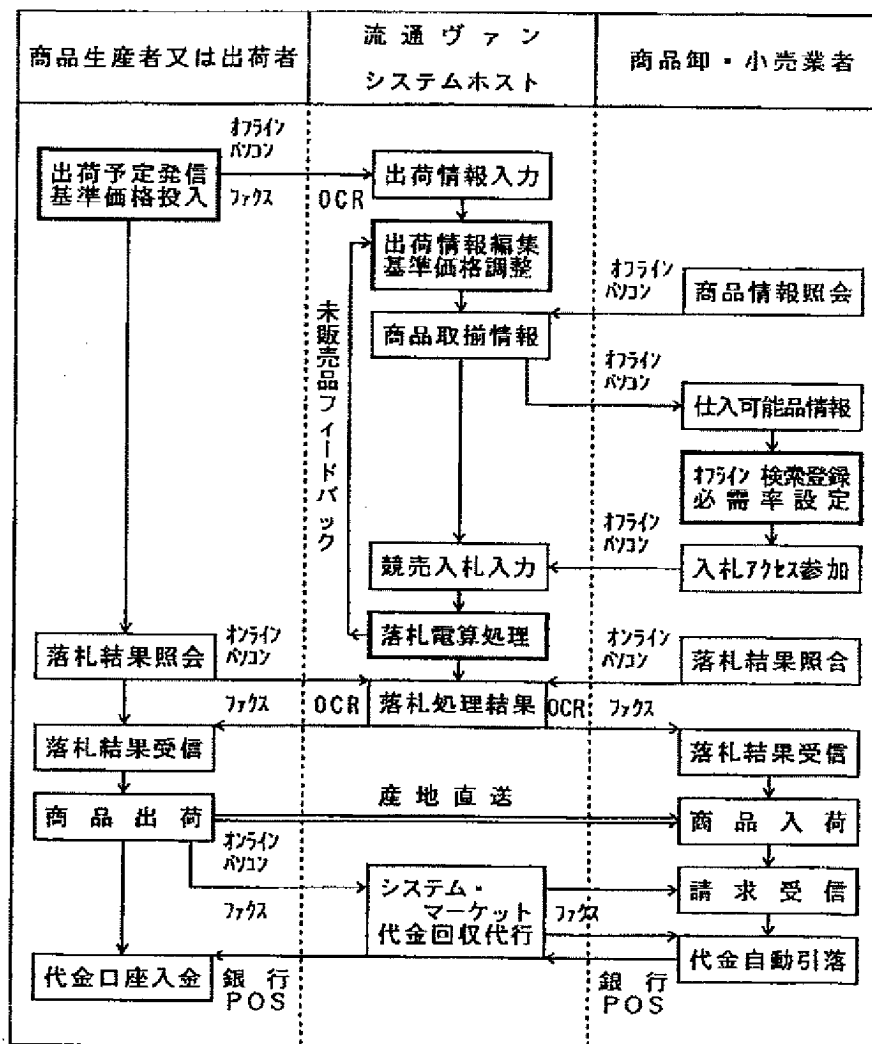 商品生産者又は出荷者
流通ヴァン
システムホスト
商品卸・小売業者
オフライン
パソコン
出荷予定発信
基準価格投入
ファクス
OCR
出荷情報入力
出荷情報編集
基準価格調整
オフライン
パソコン
商品情報照会
商品取揃情報
未販売品フィードバック
オフライン
パソコン
仕入可能品情報
オフライン 検索登録
必需率設定
オフライン
パソコン
競売入札入力
入札アクセス参加
落札電算処理
落札結果照会
オンライン
パソコン
オンライン
パソコン
落札結果照合
ファクス
OCR
落札処理結果
OCR
ファクス
落札結果受信
落札結果受信
産地直送
商品出荷
商品入荷
オンライン
パソコン
ファクス
システム・
マーケット
代金回収代行
ファクス
請求受信
代金口座入金
銀行
POS
銀行
POS
代金自動引落